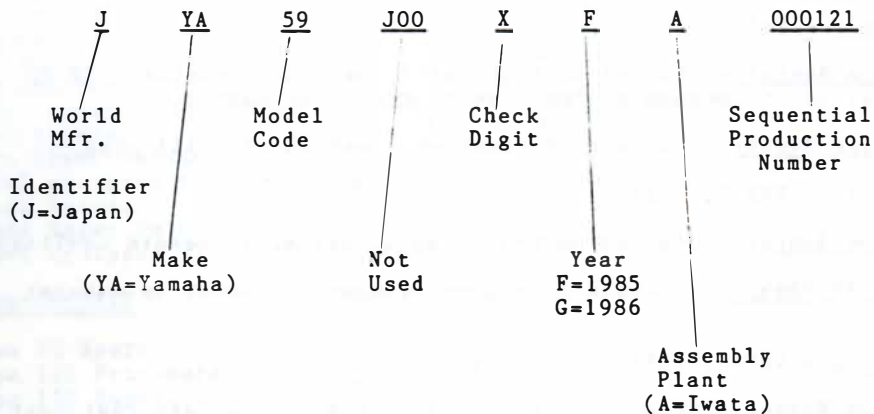 J YA 59 J00 X F A 000121
World Mfr. Identifier (J=Japan)
Model Code
Check Digit
Sequential Production Number
Make (YA=Yamaha)
Not Used
Year F=1985 G=1986
Assembly Plant (A=Iwata)